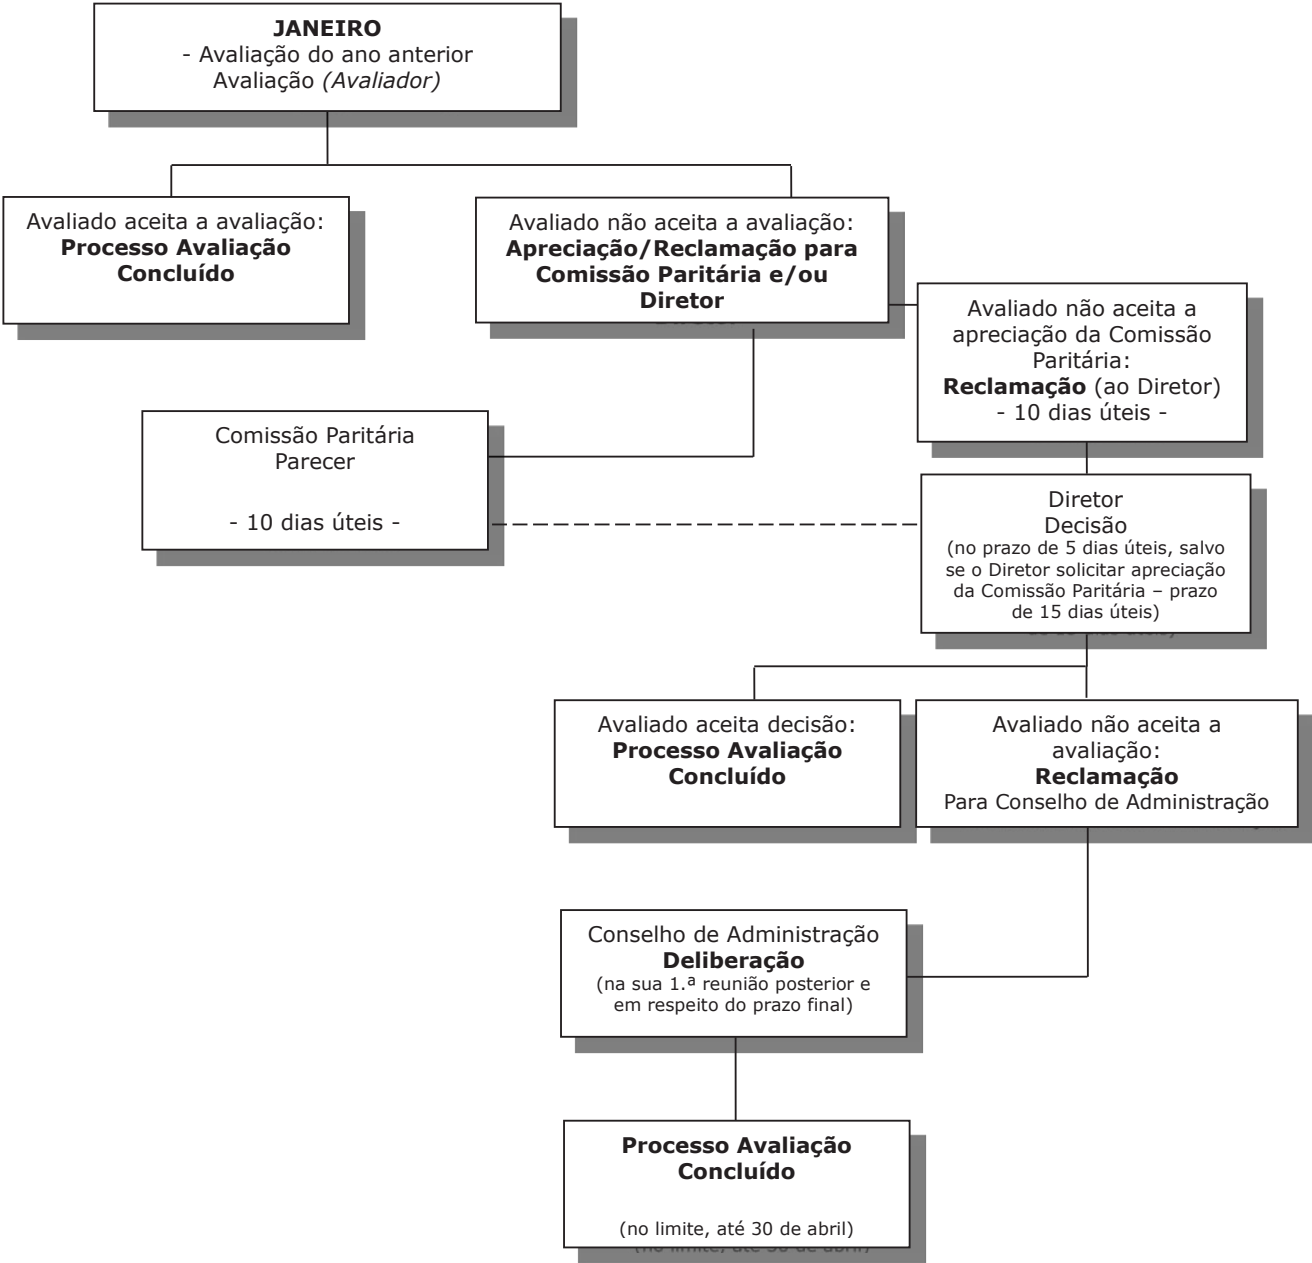 JANEIRO
- Avaliação do ano anterior
Avaliação (Avaliador)
Avaliado aceita a avaliação:
Processo Avaliação
Concluído
Avaliado não aceita a avaliação:
Apreciação/Reclamação para
Comissão Paritária e/ou
Diretor
Avaliado não aceita a
apreciação da Comissão
Paritária:
Reclamação (ao Diretor)
- 10 dias úteis -
Comissão Paritária
Parecer
- 10 dias úteis -
Diretor
Decisão
(no prazo de 5 dias úteis, salvo
se o Diretor solicitar apreciação
da Comissão Paritária – prazo
de 15 dias úteis)
Avaliado aceita decisão:
Processo Avaliação
Concluído
Avaliado não aceita a
avaliação:
Reclamação
Para Conselho de Administração
Conselho de Administração
Deliberação
(na sua 1.ª reunião posterior e
em respeito do prazo final)
Processo Avaliação
Concluído
(no limite, até 30 de abril)